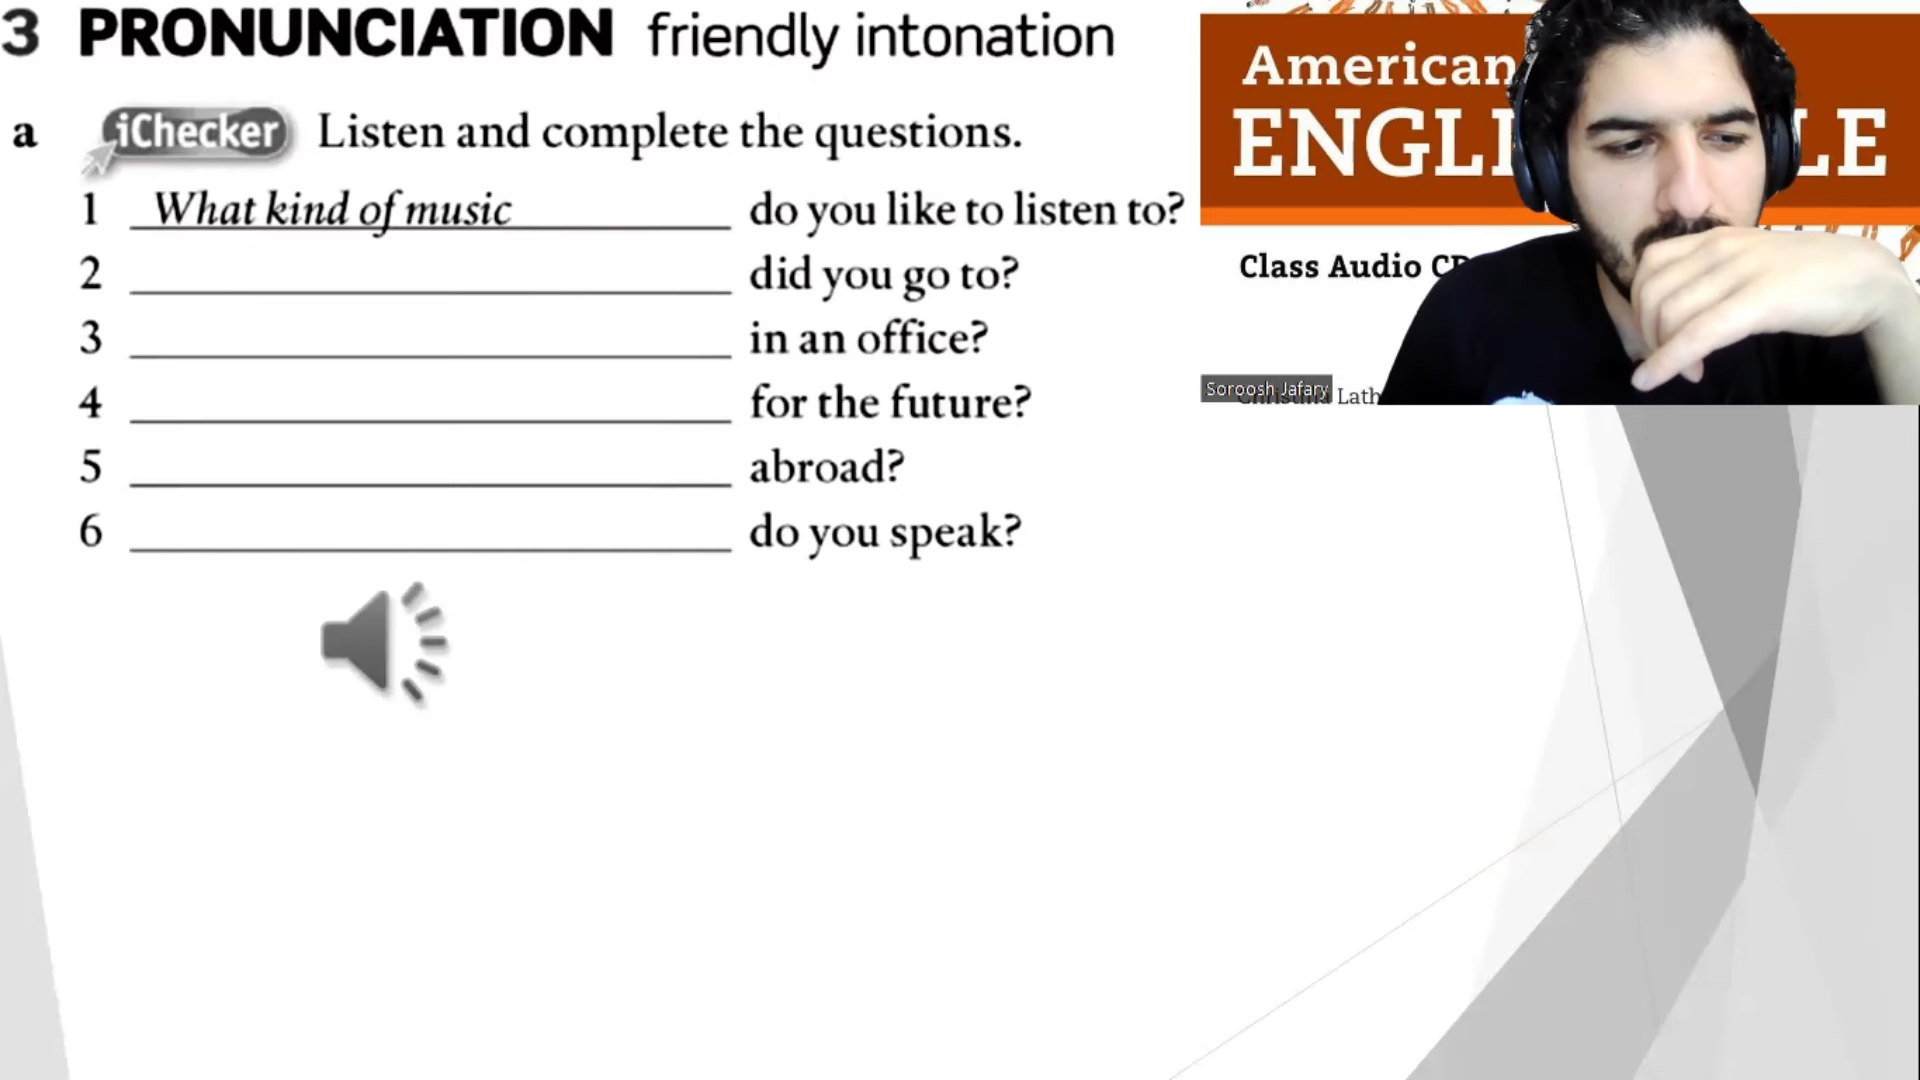 3 PRONUNCIATION friendly intonation
a iChecker Listen and complete the questions.
1 What kind of music do you like to listen to?
2 did you go to?
3 in an office?
4 for the future?
5 abroad?
6 do you speak?
American
ENGL LE
Class Audio CD
Soroosh Jafary
Christina Lath